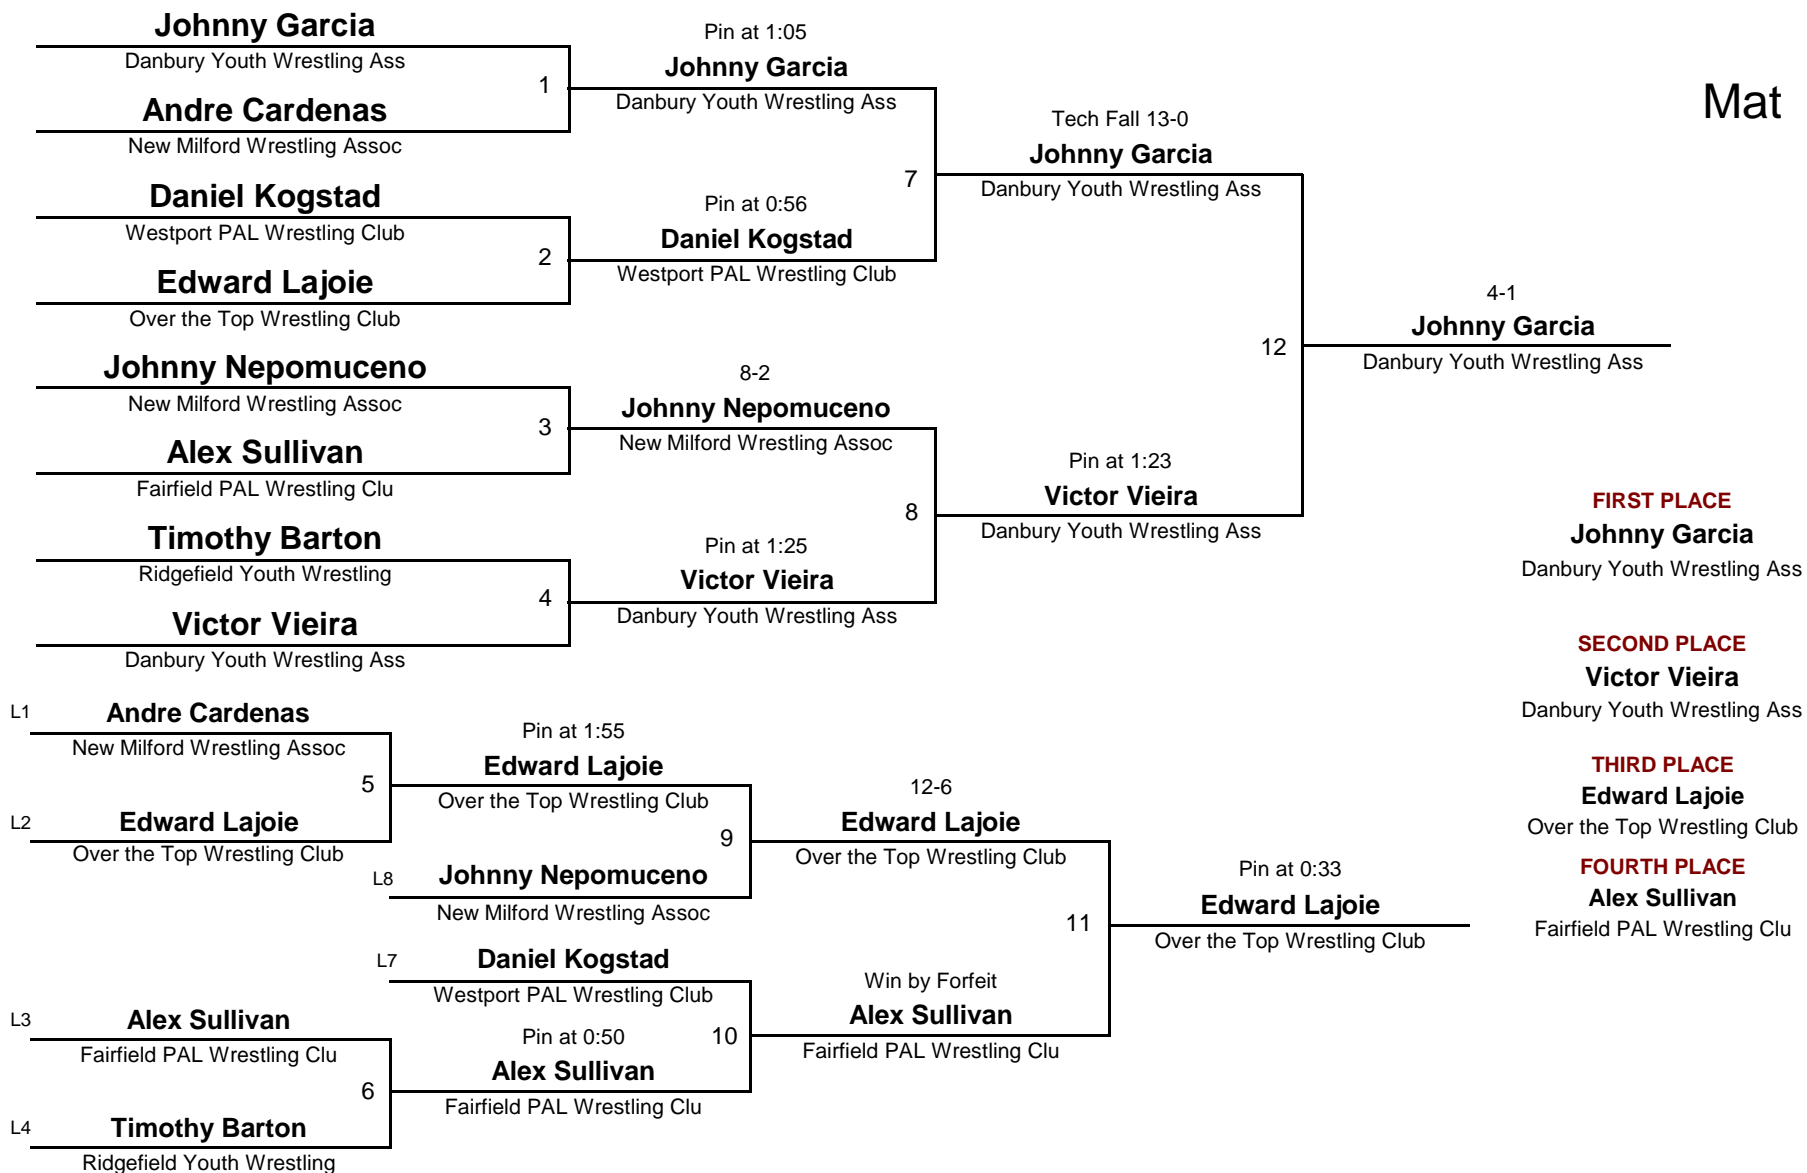 Johnny Garcia
Danbury Youth Wrestling Ass
1
Andre Cardenas
New Milford Wrestling Assoc
Daniel Kogstad
Westport PAL Wrestling Club
2
Edward Lajoie
Over the Top Wrestling Club
Johnny Nepomuceno
New Milford Wrestling Assoc
3
Alex Sullivan
Fairfield PAL Wrestling Clu
Timothy Barton
Ridgefield Youth Wrestling
4
Victor Vieira
Danbury Youth Wrestling Ass
Pin at 1:05
Johnny Garcia
Danbury Youth Wrestling Ass
7
Pin at 0:56
Daniel Kogstad
Westport PAL Wrestling Club
8-2
Johnny Nepomuceno
New Milford Wrestling Assoc
8
Pin at 1:25
Victor Vieira
Danbury Youth Wrestling Ass
Tech Fall 13-0
Johnny Garcia
Danbury Youth Wrestling Ass
12
Pin at 1:23
Victor Vieira
Danbury Youth Wrestling Ass
4-1
Johnny Garcia
Danbury Youth Wrestling Ass
Mat
FIRST PLACE
Johnny Garcia
Danbury Youth Wrestling Ass
SECOND PLACE
Victor Vieira
Danbury Youth Wrestling Ass
THIRD PLACE
Edward Lajoie
Over the Top Wrestling Club
FOURTH PLACE
Alex Sullivan
Fairfield PAL Wrestling Clu
L1 Andre Cardenas
New Milford Wrestling Assoc
5
L2 Edward Lajoie
Over the Top Wrestling Club
L3 Alex Sullivan
Fairfield PAL Wrestling Clu
6
L4 Timothy Barton
Ridgefield Youth Wrestling
Pin at 1:55
Edward Lajoie
Over the Top Wrestling Club
9
L8 Johnny Nepomuceno
New Milford Wrestling Assoc
L7 Daniel Kogstad
Westport PAL Wrestling Club
10
Pin at 0:50
Alex Sullivan
Fairfield PAL Wrestling Clu
12-6
Edward Lajoie
Over the Top Wrestling Club
11
Win by Forfeit
Alex Sullivan
Fairfield PAL Wrestling Clu
Pin at 0:33
Edward Lajoie
Over the Top Wrestling Club